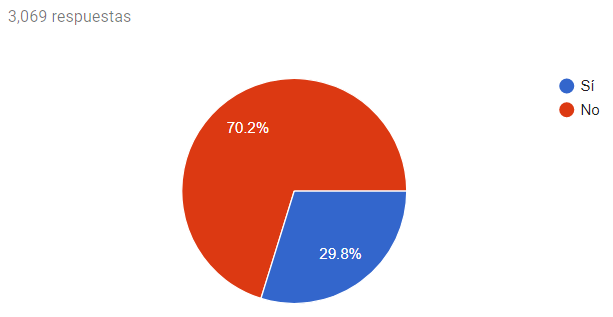 3,069 respuestas
Sí
No
70.2%
29.8%